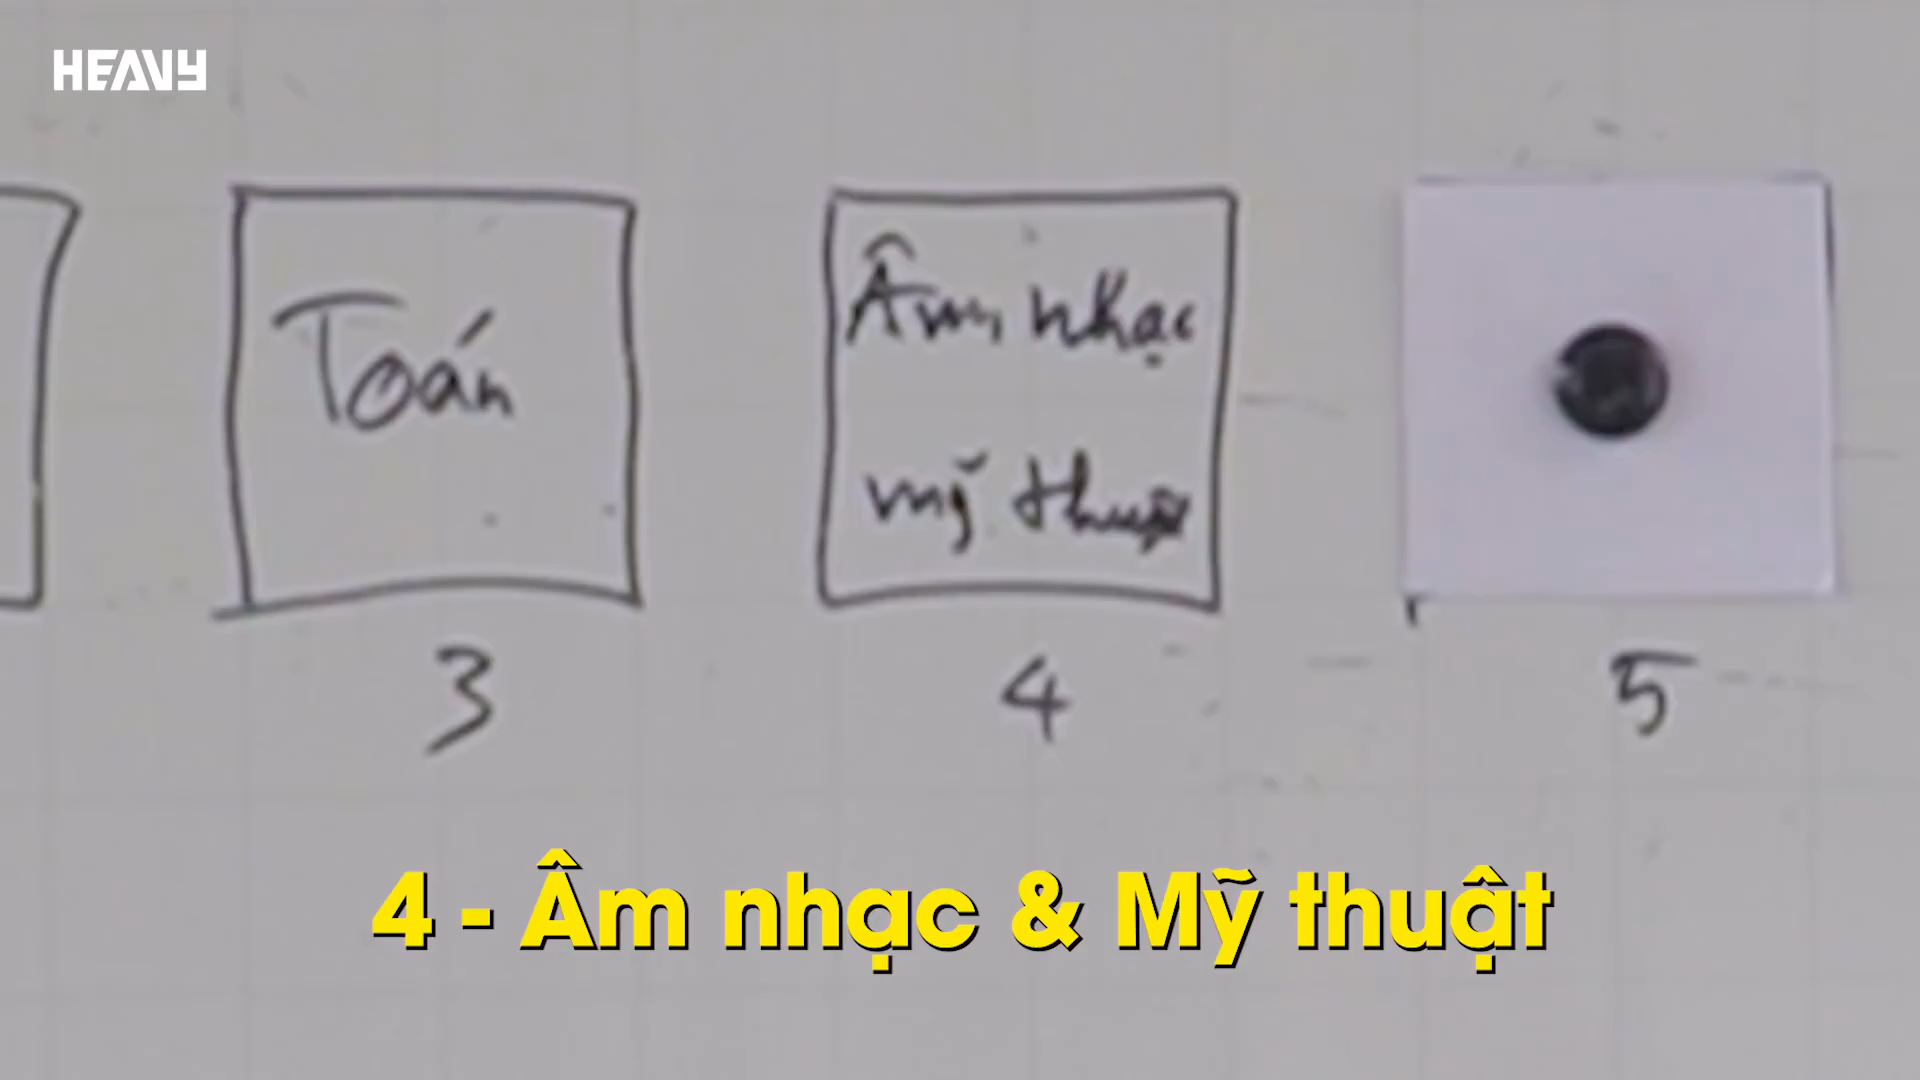 HEAVY
Toán
Âm nhạc
mỹ thuật
3
4
5
4 - Âm nhạc & Mỹ thuật